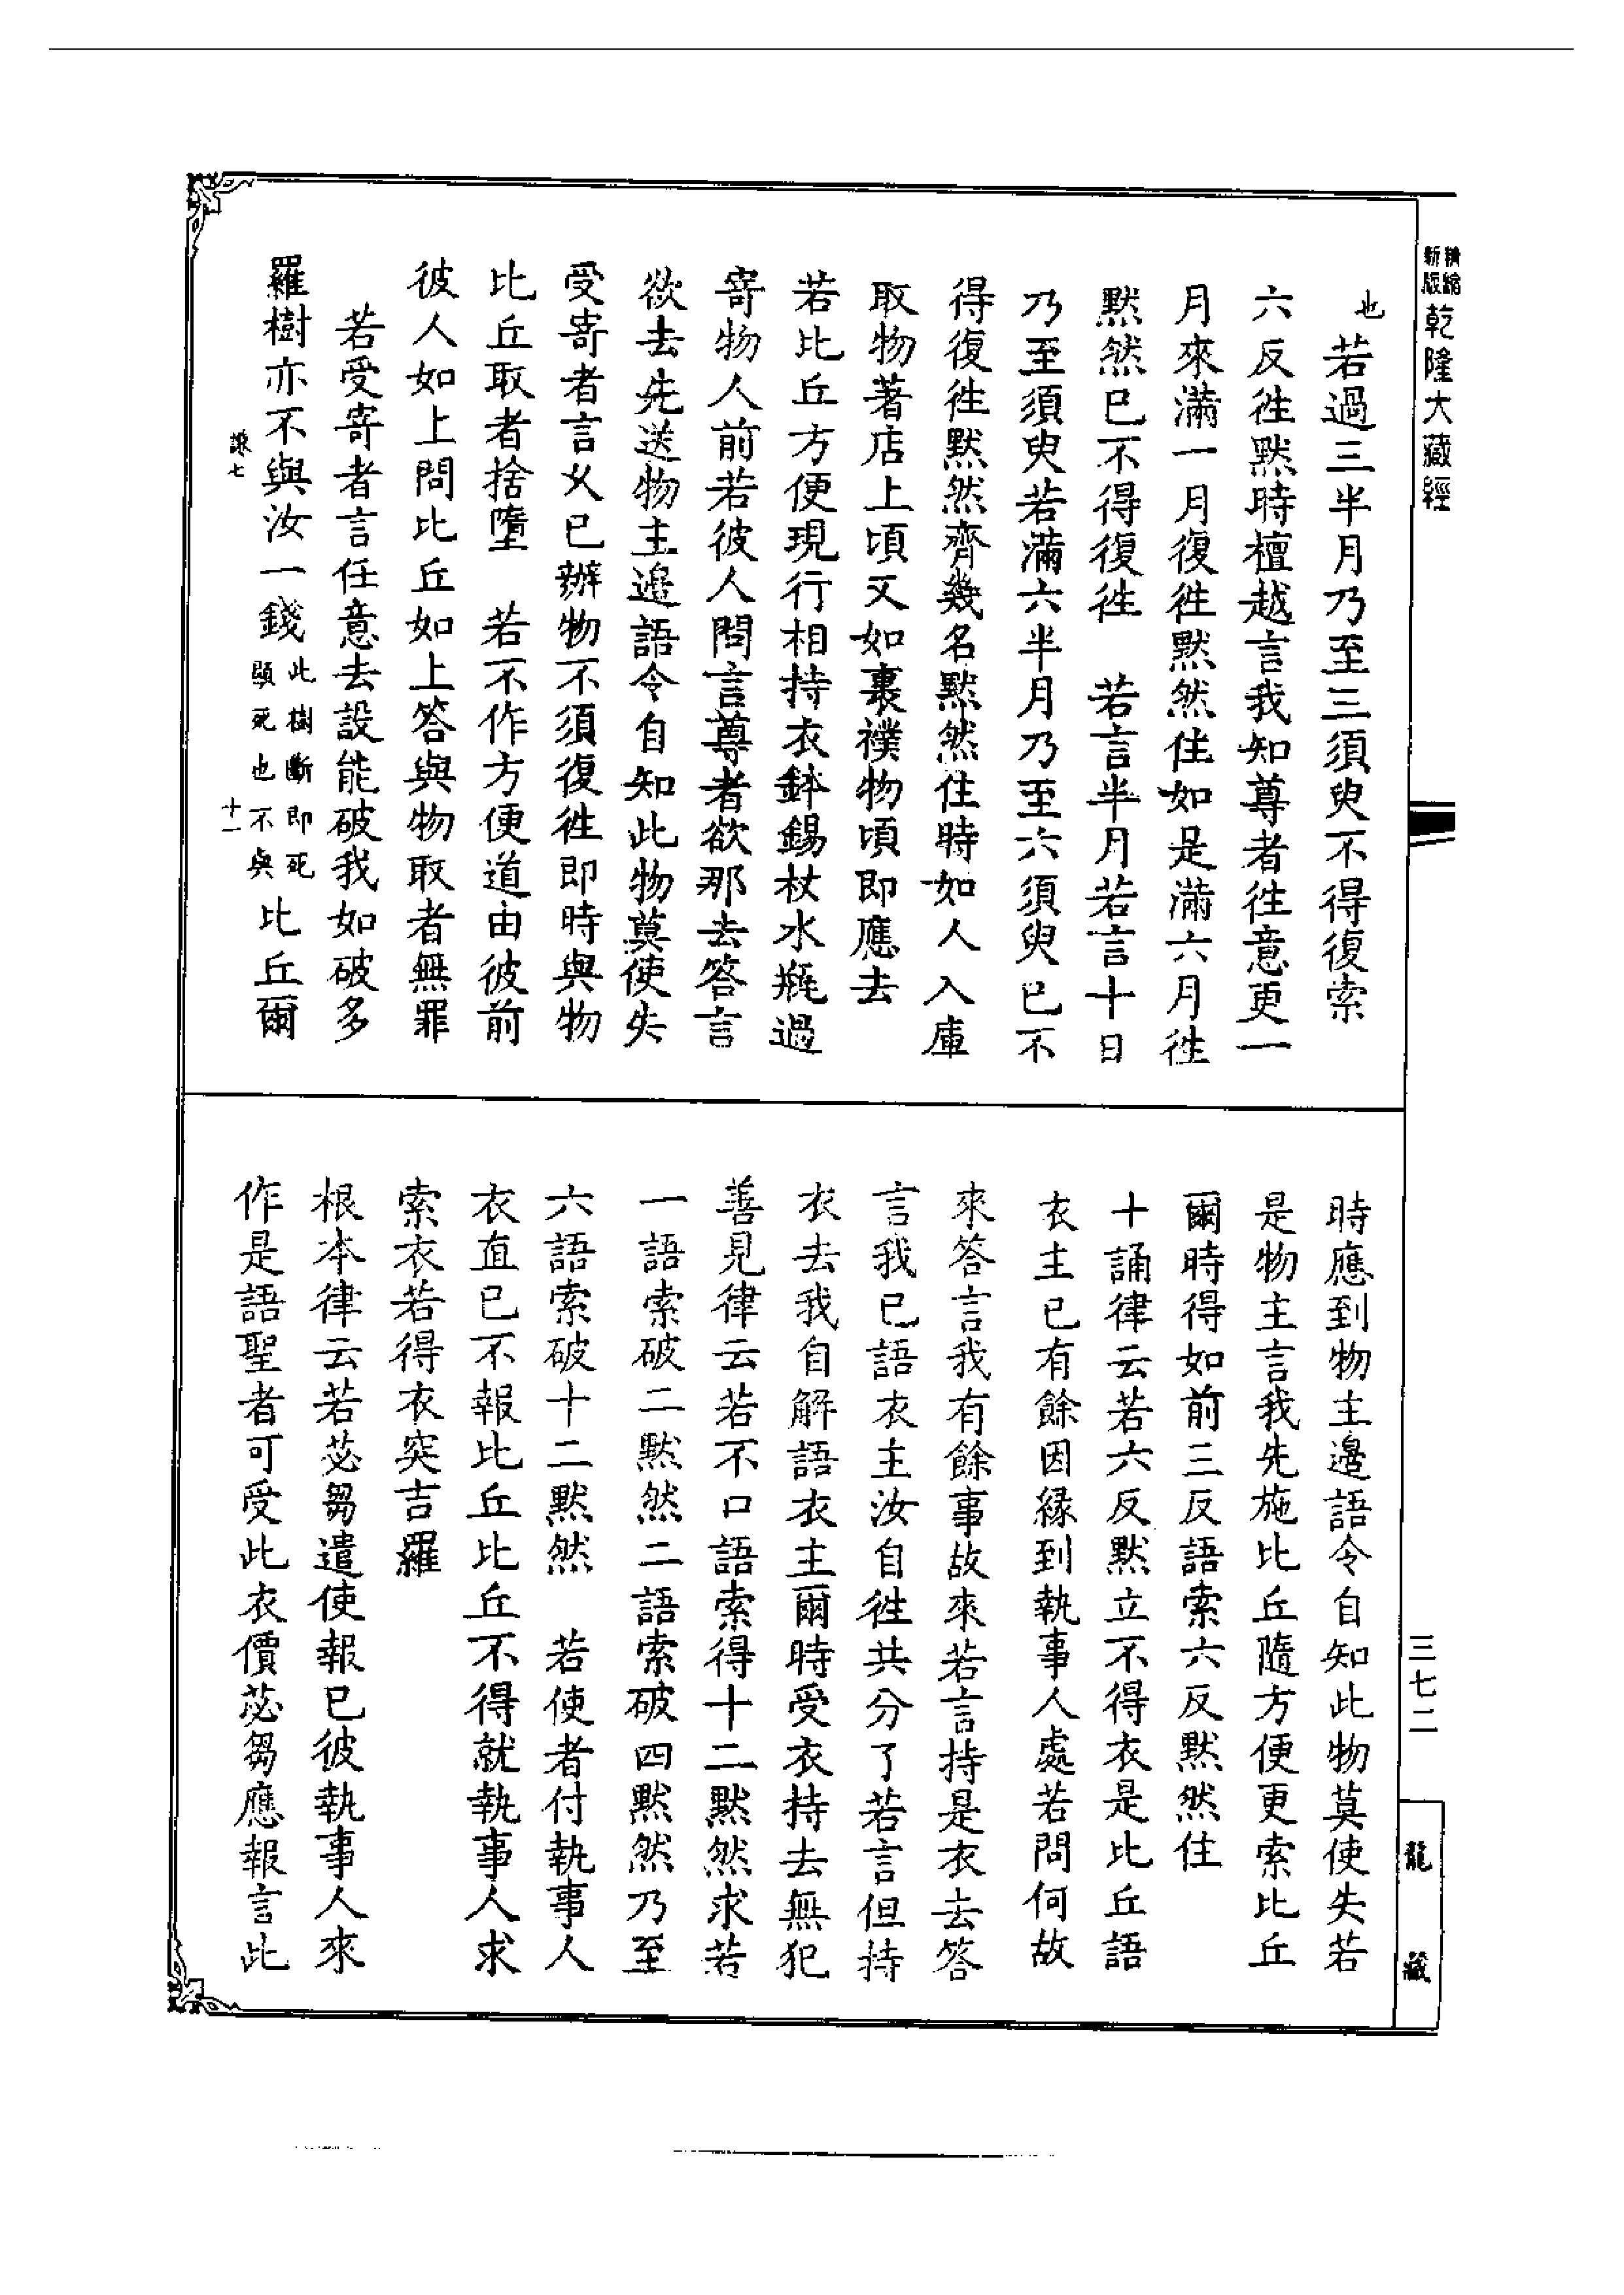 精縮新版乾隆大藏經
也若過三半月乃至三須臾不得復索
六反徃默時檀越言我知尊者往意更一
月來滿一月復徃默然住如是滿六月徃
默然已不得復徃　若言半月若言十日
乃至須臾若滿六半月乃至六須臾已不
得復徃默然齊幾名默然住時如人入庫
取物著店上頃又如裹襆物頃即應去
若比丘方便現行相持衣鉢錫杖水瓶過
寄物人前若彼人問言尊者欲那去答言
欲去先送物主邊語令自知此物莫使失
受寄者言乆已辦物不須復徃即時與物
比丘取者捨墮　若不作方便道由彼前
彼人如上問比丘如上答與物取者無罪
若受寄者言任意去設能破我如破多
羅樹亦不與汝一錢此樹斷即死頭死也不與比丘爾
十一
時應到物主邊語令自知此物莫使失若
是物主言我先施比丘隨方便更索比丘
爾時得如前三反語索六反默然住
十誦律云若六反默立不得衣是比丘語
衣主已有餘因緣到執事人處若問何故
來答言我有餘事故來若言持是衣去答
言我已語衣主汝自徃共分了若言但持
衣去我自解語衣主爾時受衣持去無犯
善見律云若不口語索得十二默然求若
一語索破二默然二語索破四默然乃至
六語索破十二默然　若使者付執事人
衣直已不報比丘比丘不得就執事人求
索衣若得衣突吉羅
根本律云若苾芻遣使報已彼執事人來
作是語聖者可受此衣價苾芻應報言此
三七二
龍藏